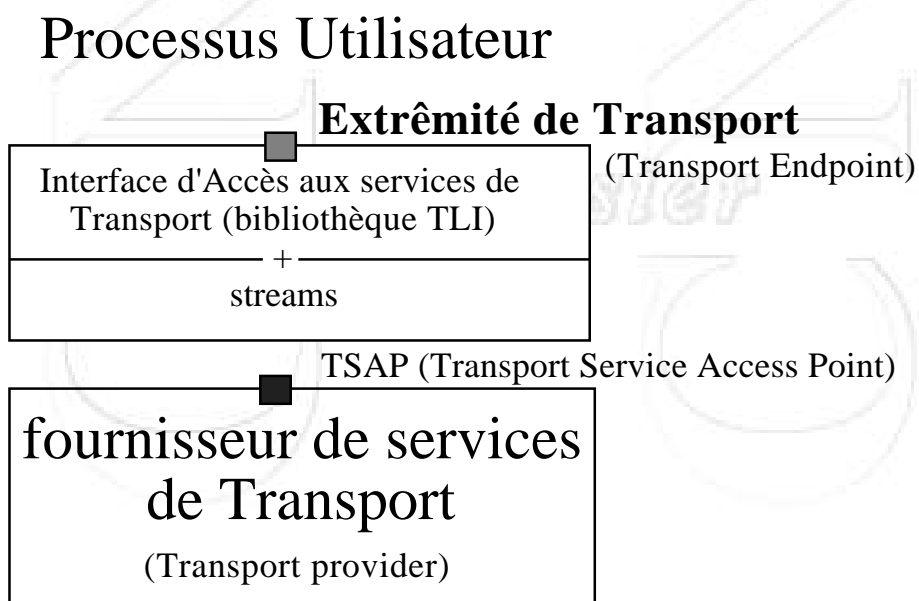 Processus Utilisateur
Extrêmité de Transport
(Transport Endpoint)
Interface d'Accès aux services de
Transport (bibliothèque TLI)
+
streams
TSAP (Transport Service Access Point)
fournisseur de services
de Transport
(Transport provider)